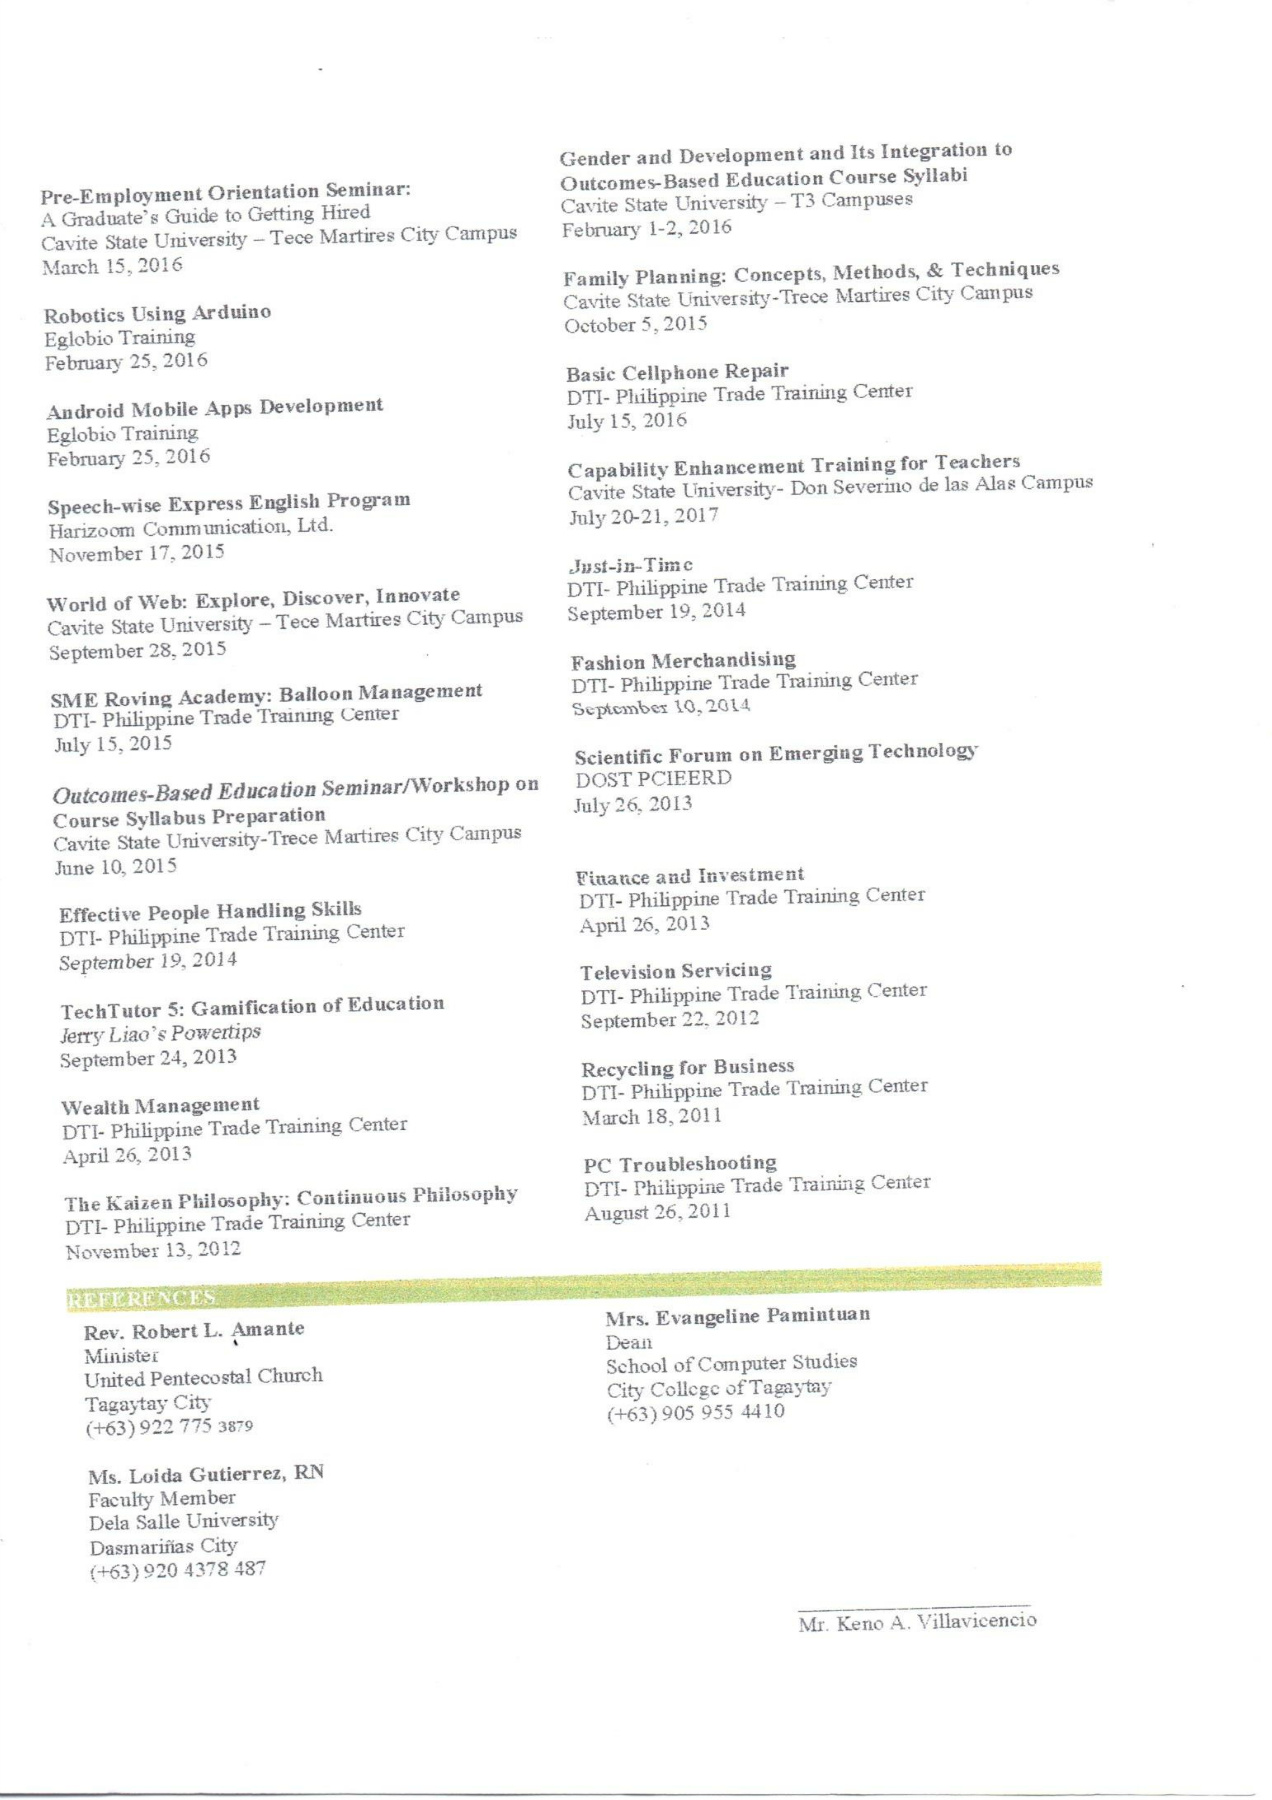 Pre-Employment Orientation Seminar:
A Graduate's Guide to Getting Hired
Cavite State University – Tece Martires City Campus
March 15, 2016
Robotics Using Arduino
Eglobio Training
February 25, 2016
Android Mobile Apps Development
Eglobio Training
February 25, 2016
Speech-wise Express English Program
Harizoom Communication, Ltd.
November 17, 2015
World of Web: Explore, Discover, Innovate
Cavite State University – Tece Martires City Campus
September 28, 2015
SME Roving Academy: Balloon Management
DTI- Philippine Trade Training Center
July 15, 2015
Outcomes-Based Education Seminar/Workshop on
Course Syllabus Preparation
Cavite State University-Trece Martires City Campus
June 10, 2015
Effective People Handling Skills
DTI- Philippine Trade Training Center
September 19, 2014
TechTutor 5: Gamification of Education
Jerry Liao's Powertips
September 24, 2013
Wealth Management
DTI- Philippine Trade Training Center
April 26, 2013
The Kaizen Philosophy: Continuous Philosophy
DTI- Philippine Trade Training Center
November 13, 2012
Gender and Development and Its Integration to
Outcomes-Based Education Course Syllabi
Cavite State University – T3 Campuses
February 1-2, 2016
Family Planning: Concepts, Methods, & Techniques
Cavite State University-Trece Martires City Campus
October 5, 2015
Basic Cellphone Repair
DTI- Philippine Trade Training Center
July 15, 2016
Capability Enhancement Training for Teachers
Cavite State University- Don Severino de las Alas Campus
July 20-21, 2017
Just-in-Time
DTI- Philippine Trade Training Center
September 19, 2014
Fashion Merchandising
DTI- Philippine Trade Training Center
September 10, 2014
Scientific Forum on Emerging Technology
DOST PCIEERD
July 26, 2013
Finance and Investment
DTI- Philippine Trade Training Center
April 26, 2013
Television Servicing
DTI- Philippine Trade Training Center
September 22, 2012
Recycling for Business
DTI- Philippine Trade Training Center
March 18, 2011
PC Troubleshooting
DTI- Philippine Trade Training Center
August 26, 2011
REFERENCES
Rev. Robert L. Amante
Minister
United Pentecostal Church
Tagaytay City
(+63) 922 775 3879
Ms. Loida Gutierrez, RN
Faculty Member
Dela Salle University
Dasmariñas City
(+63) 920 4378 487
Mrs. Evangeline Pamintuan
Dean
School of Computer Studies
City College of Tagaytay
(+63) 905 955 4410
Mr. Keno A. Villavicencio